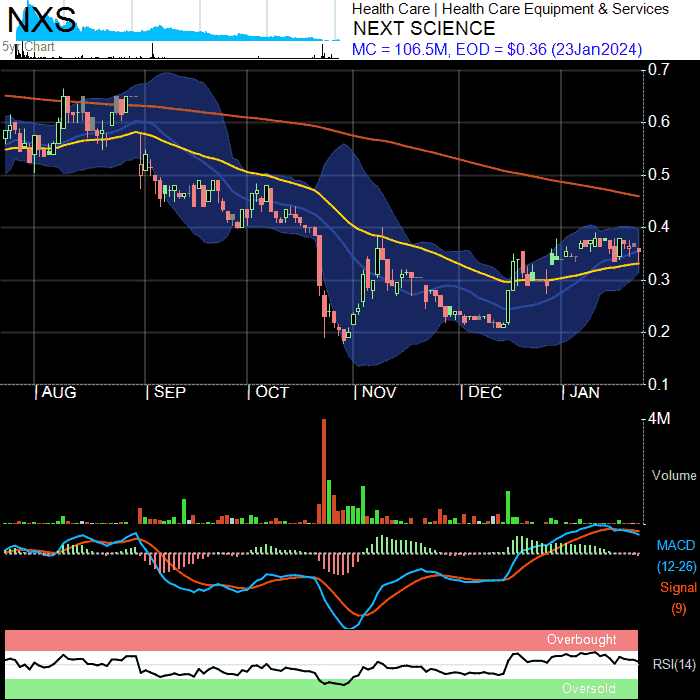 NXS
5yr Chart
Health Care | Health Care Equipment & Services
NEXT SCIENCE
MC = 106.5M, EOD = $0.36 (23Jan2024)
0.7
0.6
0.5
0.4
0.3
0.2
0.1
| AUG | SEP | OCT | NOV | DEC | JAN
4M
Volume
MACD
(12-26)
Signal
(9)
Overbought
RSI(14)
Oversold